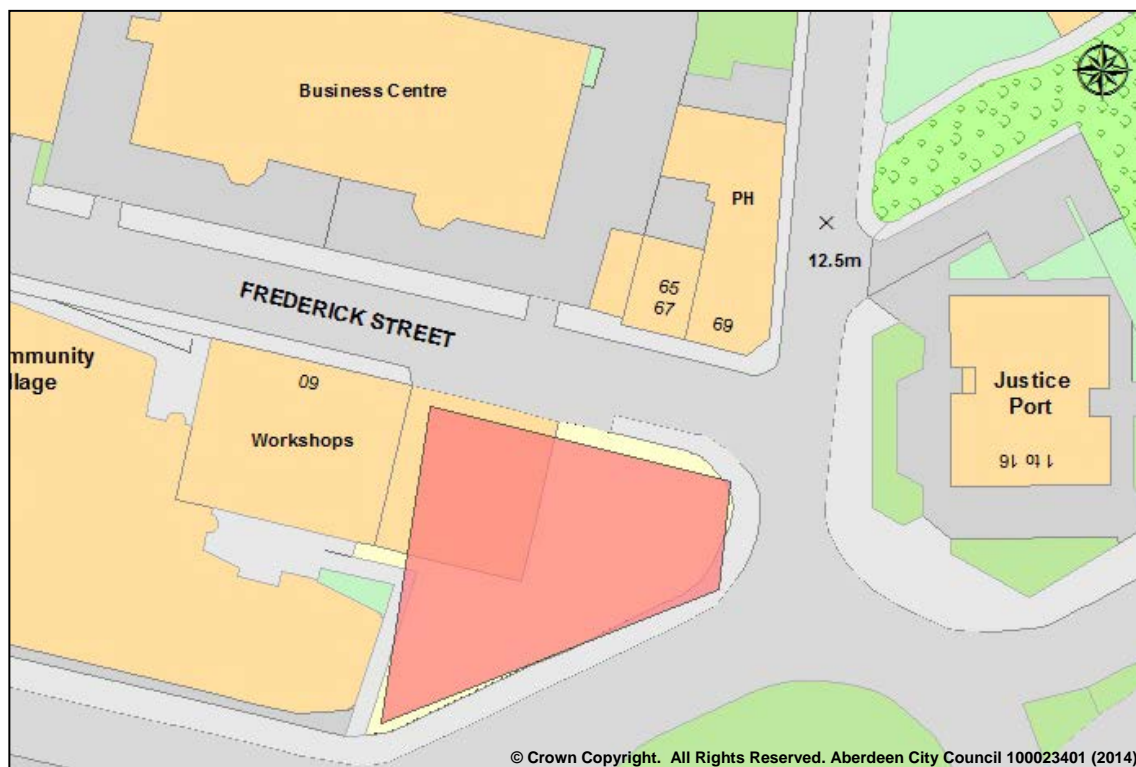 Business Centre
PH
12.5m
65
67
69
FREDERICK STREET
mmunity
llage
60
Workshops
Justice
Port
1 to 16
© Crown Copyright. All Rights Reserved. Aberdeen City Council 100023401 (2014)